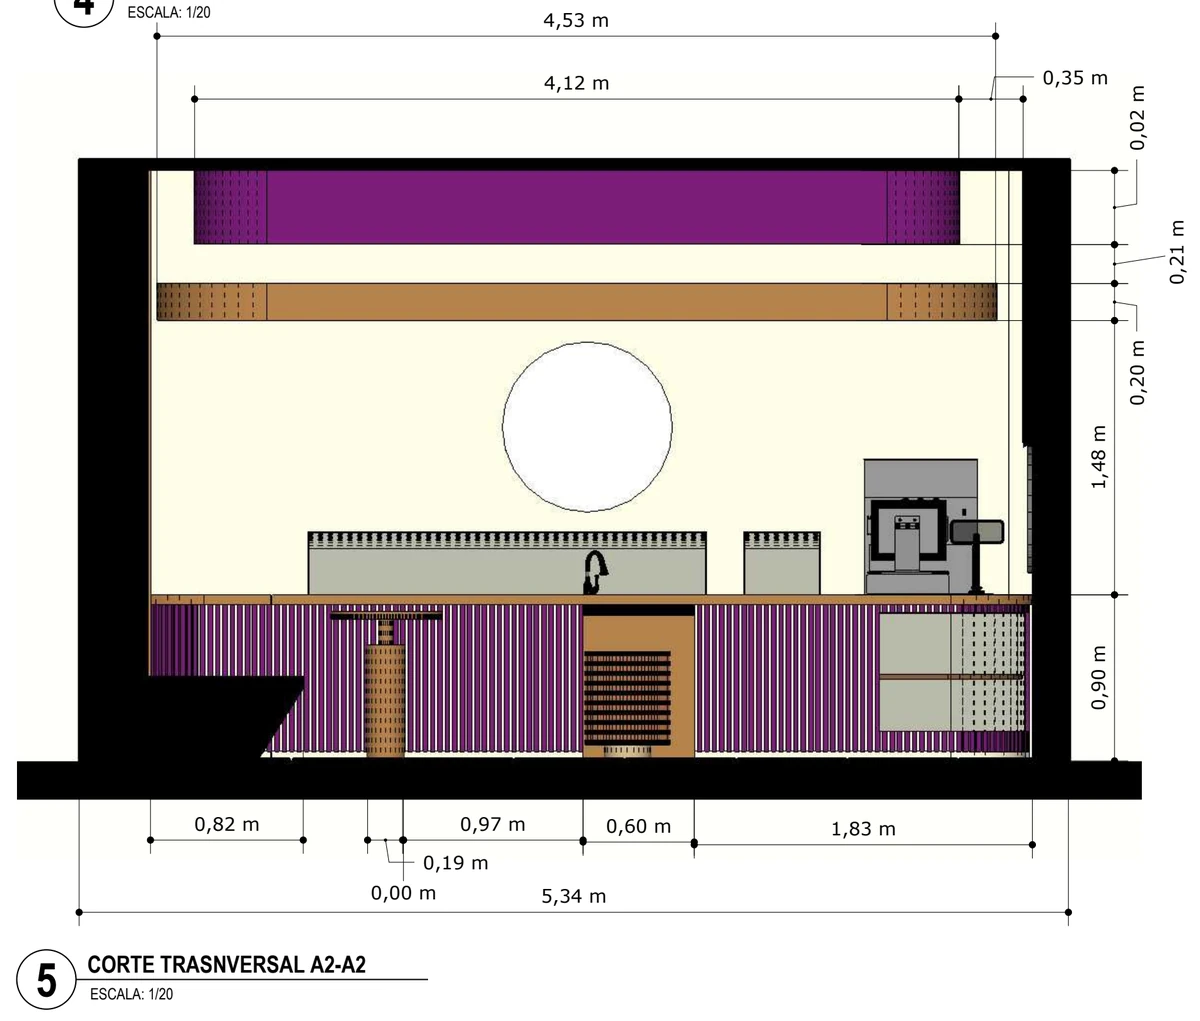 4
ESCALA: 1/20
4,53 m
4,12 m
0,35 m
0,02 m
0,21 m
0,20 m
1,48 m
0,90 m
0,82 m
0,97 m
0,60 m
1,83 m
0,19 m
0,00 m
5,34 m
5
CORTE TRASNVERSAL A2-A2
ESCALA: 1/20